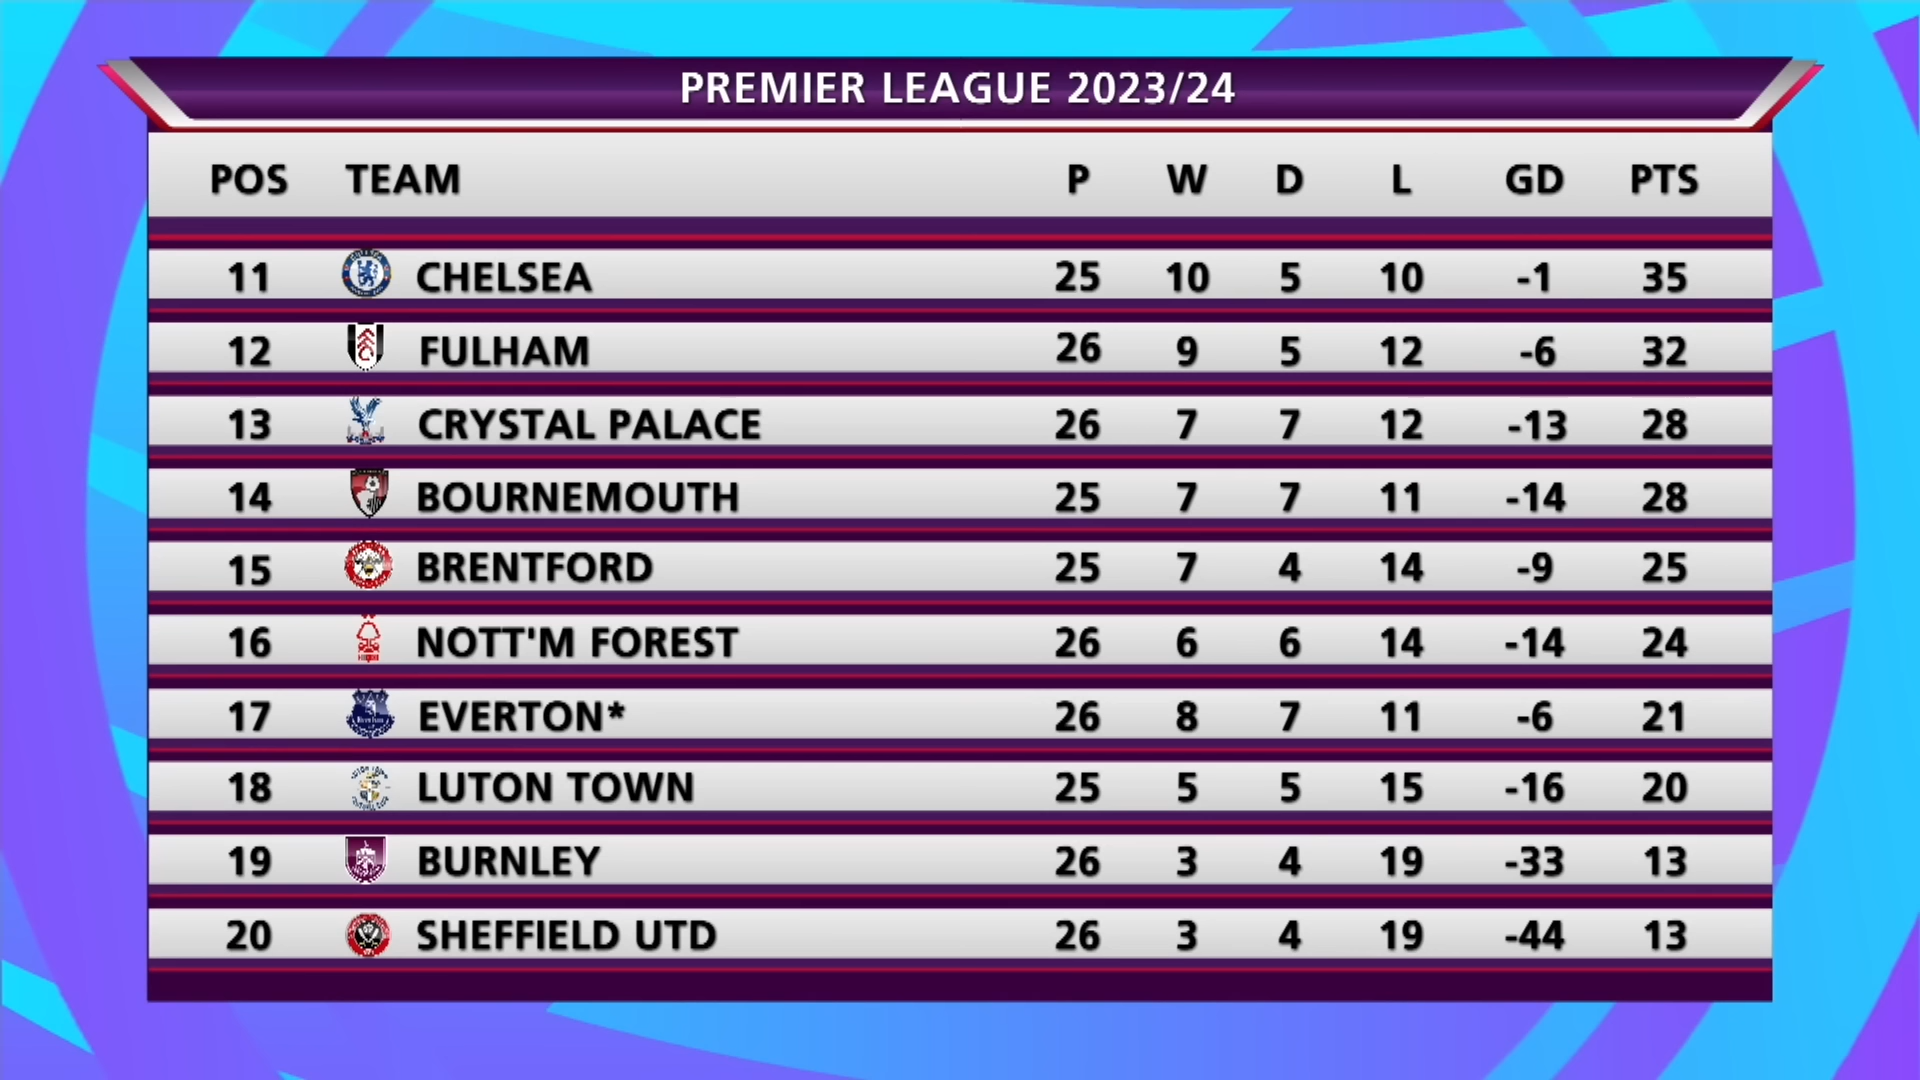 PREMIER LEAGUE 2023/24
POS TEAM P W D L GD PTS
11 CHELSEA 25 10 5 10 -1 35
12 FULHAM 26 9 5 12 -6 32
13 CRYSTAL PALACE 26 7 7 12 -13 28
14 BOURNEMOUTH 25 7 7 11 -14 28
15 BRENTFORD 25 7 4 14 -9 25
16 NOTT'M FOREST 26 6 6 14 -14 24
17 EVERTON* 26 8 7 11 -6 21
18 LUTON TOWN 25 5 5 15 -16 20
19 BURNLEY 26 3 4 19 -33 13
20 SHEFFIELD UTD 26 3 4 19 -44 13